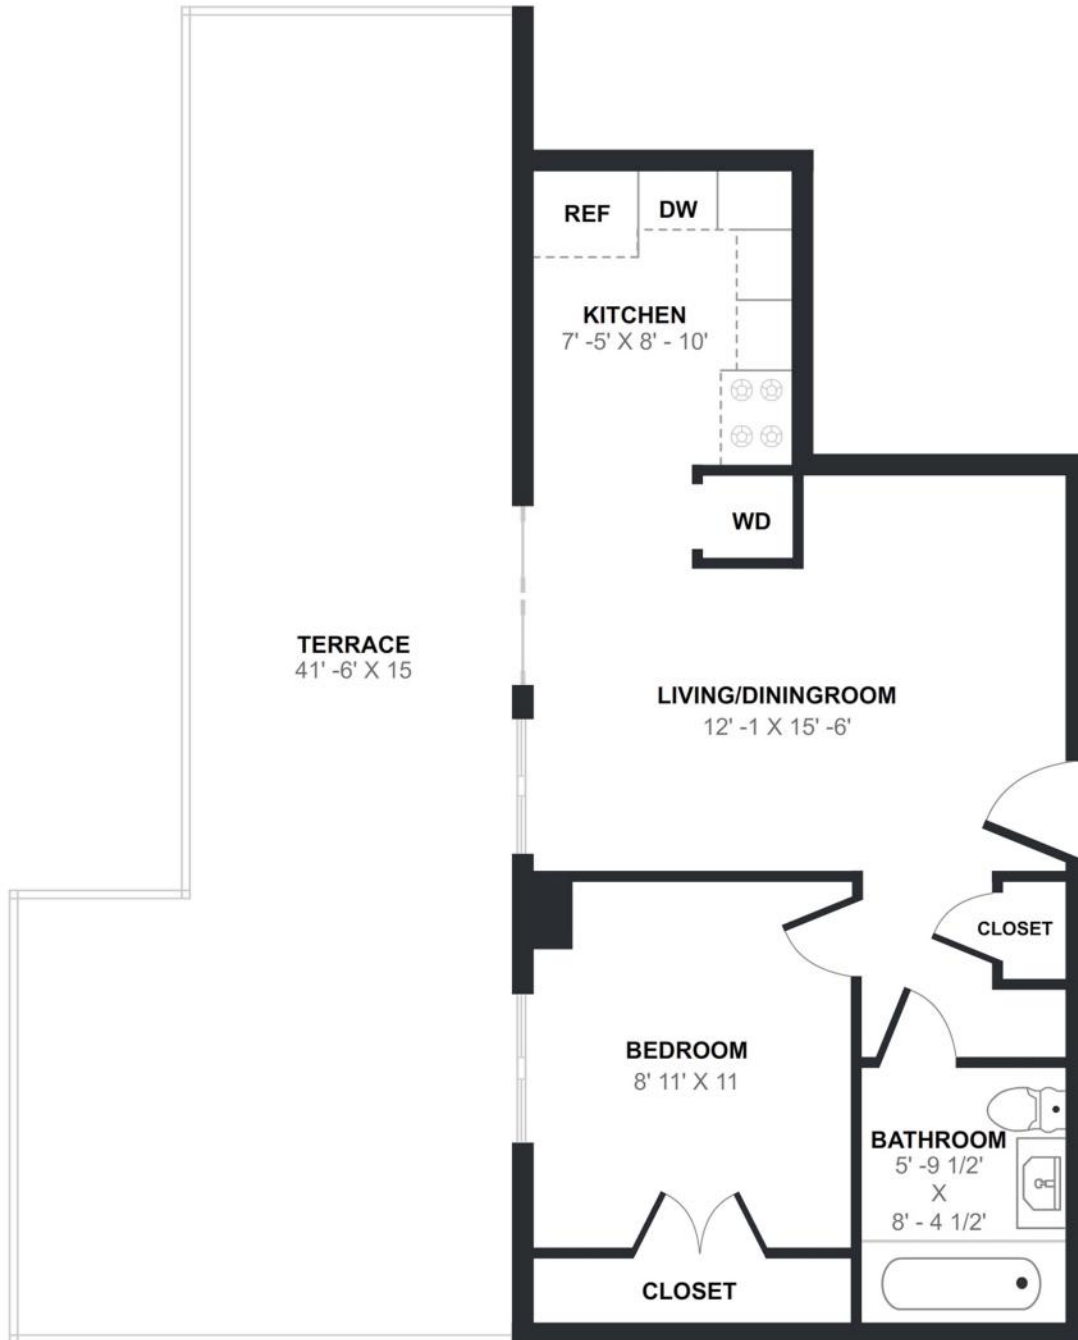 REF
DW
KITCHEN
7' -5' X 8' - 10'
WD
TERRACE
41' -6' X 15
LIVING/DININGROOM
12' -1 X 15' -6'
CLOSET
BEDROOM
8' 11' X 11
BATHROOM
5' -9 1/2'
X
8' - 4 1/2'
CLOSET